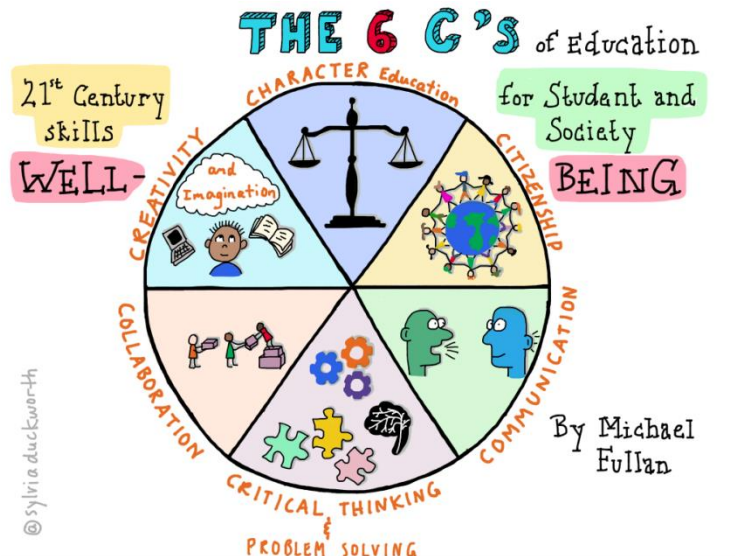 THE 6 C'S of Education
21st Century
skills
WELL-
for Student and
Society
BEING
CHARACTER Education
CITIZENSHIP
COMMUNICATION
CRITICAL THINKING
&
PROBLEM SOLVING
COLLABORATION
CREATIVITY
and
Imagination
By Michael
Fullan
@sylviaduckworth